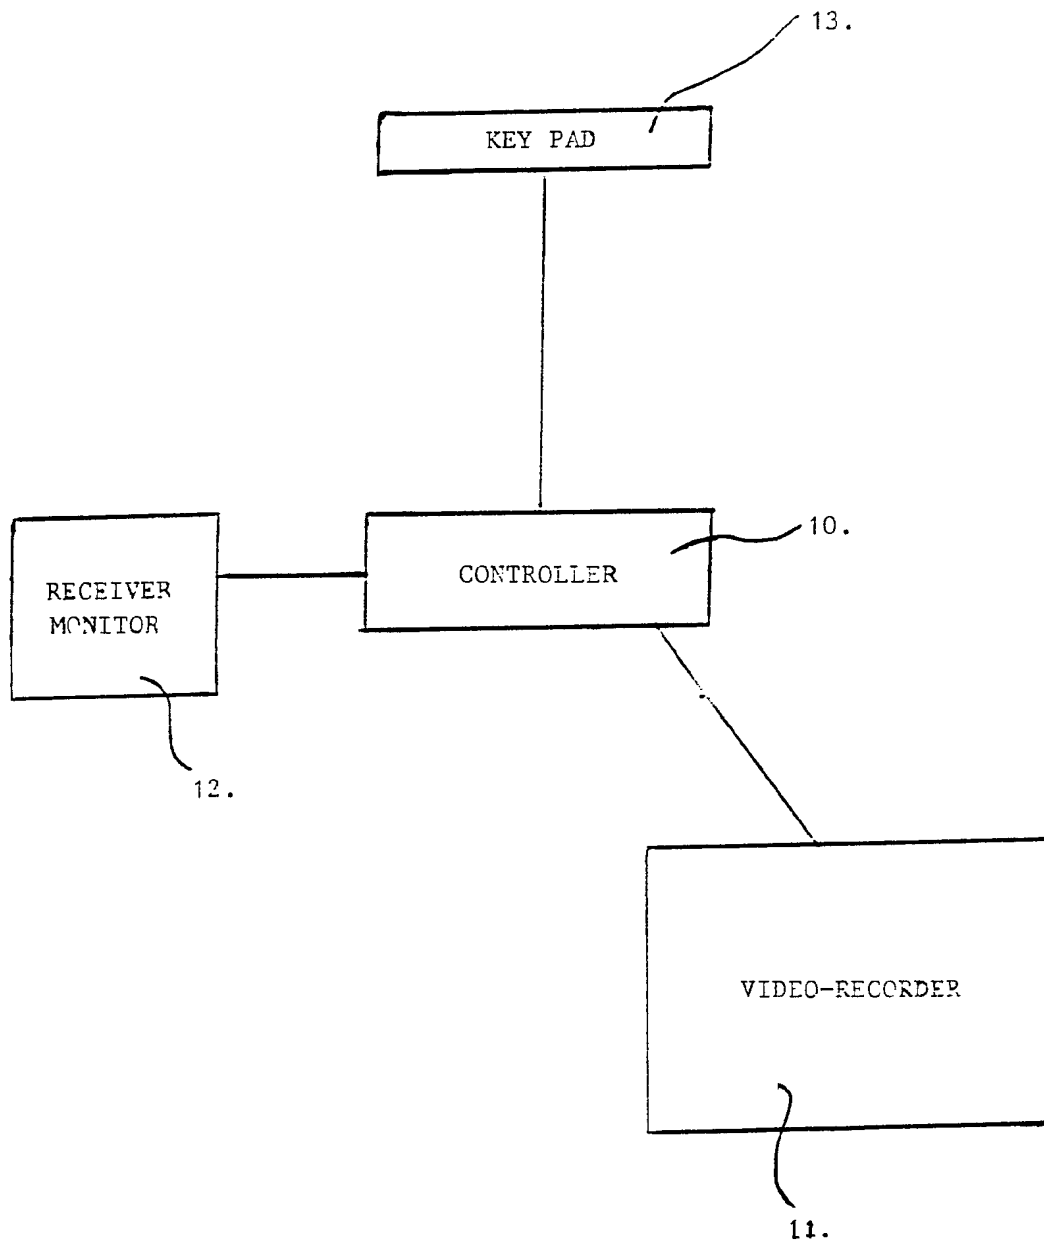 13.
KEY PAD
10.
CONTROLLER
RECEIVER
MONITOR
12.
VIDEO-RECORDER
11.